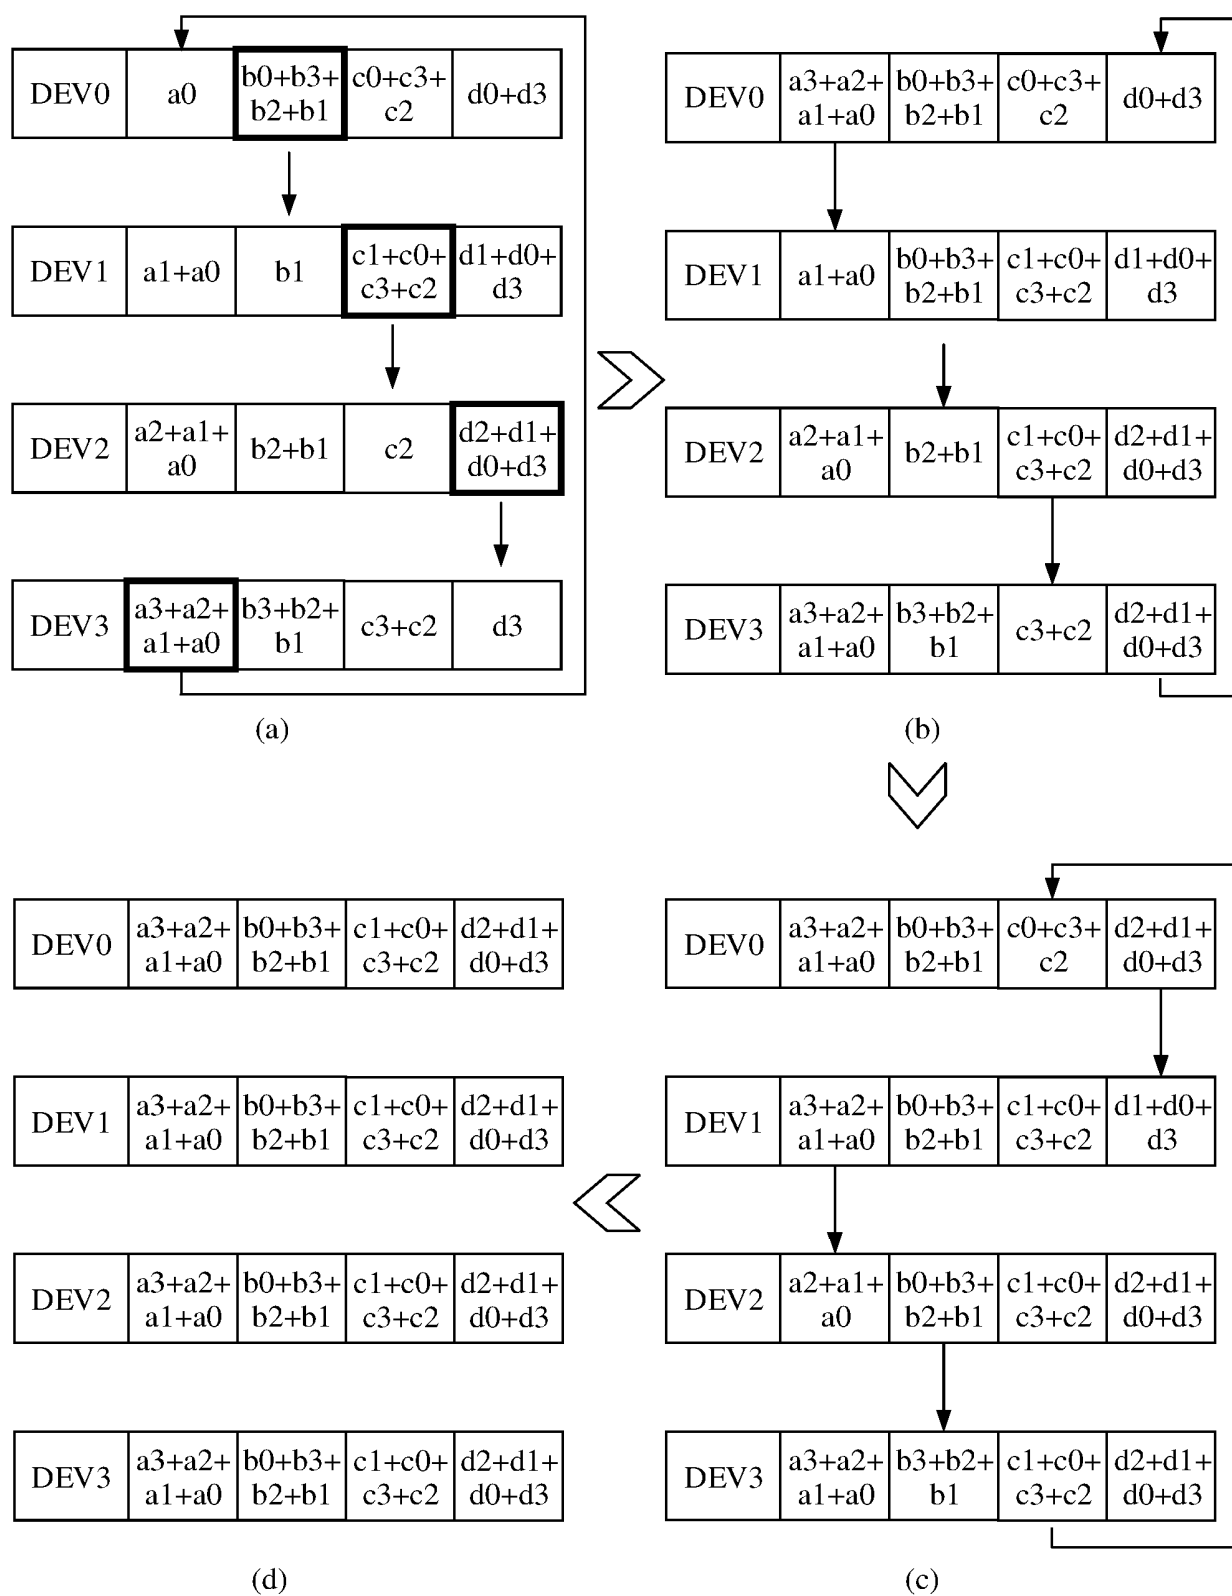 DEV0 a0 b0+b3+ b2+b1 c0+c3+ c2 d0+d3
DEV1 a1+a0 b1 c1+c0+ c3+c2 d1+d0+ d3
DEV2 a2+a1+ a0 b2+b1 c2 d2+d1+ d0+d3
DEV3 a3+a2+ a1+a0 b3+b2+ b1 c3+c2 d3
(a)
DEV0 a3+a2+ a1+a0 b0+b3+ b2+b1 c0+c3+ c2 d0+d3
DEV1 a1+a0 b0+b3+ b2+b1 c1+c0+ c3+c2 d1+d0+ d3
DEV2 a2+a1+ a0 b2+b1 c1+c0+ c3+c2 d2+d1+ d0+d3
DEV3 a3+a2+ a1+a0 b3+b2+ b1 c3+c2 d2+d1+ d0+d3
(b)
DEV0 a3+a2+ a1+a0 b0+b3+ b2+b1 c0+c3+ c2 d2+d1+ d0+d3
DEV1 a3+a2+ a1+a0 b0+b3+ b2+b1 c1+c0+ c3+c2 d1+d0+ d3
DEV2 a2+a1+ a0 b0+b3+ b2+b1 c1+c0+ c3+c2 d2+d1+ d0+d3
DEV3 a3+a2+ a1+a0 b3+b2+ b1 c1+c0+ c3+c2 d2+d1+ d0+d3
(c)
DEV0 a3+a2+ a1+a0 b0+b3+ b2+b1 c1+c0+ c3+c2 d2+d1+ d0+d3
DEV1 a3+a2+ a1+a0 b0+b3+ b2+b1 c1+c0+ c3+c2 d2+d1+ d0+d3
DEV2 a3+a2+ a1+a0 b0+b3+ b2+b1 c1+c0+ c3+c2 d2+d1+ d0+d3
DEV3 a3+a2+ a1+a0 b0+b3+ b2+b1 c1+c0+ c3+c2 d2+d1+ d0+d3
(d)